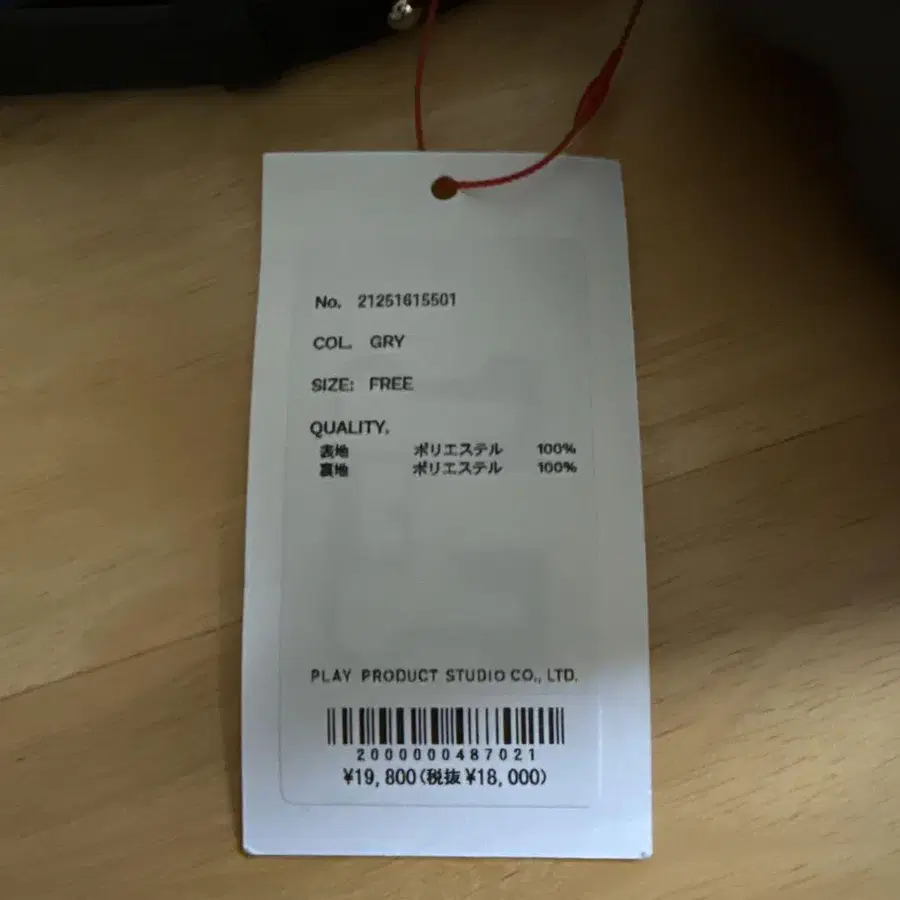 No. 21251615501
COL. GRY
SIZE: FREE
QUALITY.
表地 ポリエステル 100%
裏地 ポリエステル 100%
PLAY PRODUCT STUDIO CO., LTD.
2000000487021
¥19,800(税抜¥18,000)